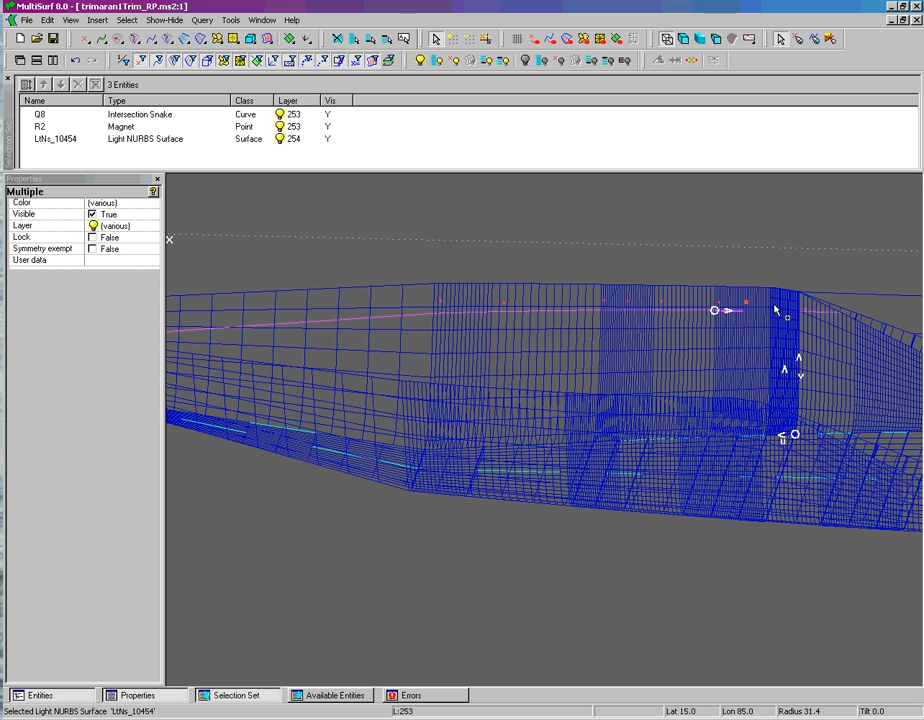 MultiSurf 8.0 - [ trimaran1Trim_RP.ms2:1]
File Edit View Insert Select Show-Hide Query Tools Window Help
3 Entities
Name Type Class Layer Vis
Q8 Intersection Snake Curve 253 Y
R2 Magnet Point 253 Y
LtNs_10454 Light NURBS Surface Surface 254 Y
Selection Set
Properties
Multiple
Color (various)
Visible True
Layer (various)
Lock False
Symmetry exempt False
User data
X
v
u
Entities Properties Selection Set Available Entities Errors
Selected Light NURBS Surface 'LtNs_10454' L:253 Lat 15.0 Lon 85.0 Radius 31.4 Tilt 0.0